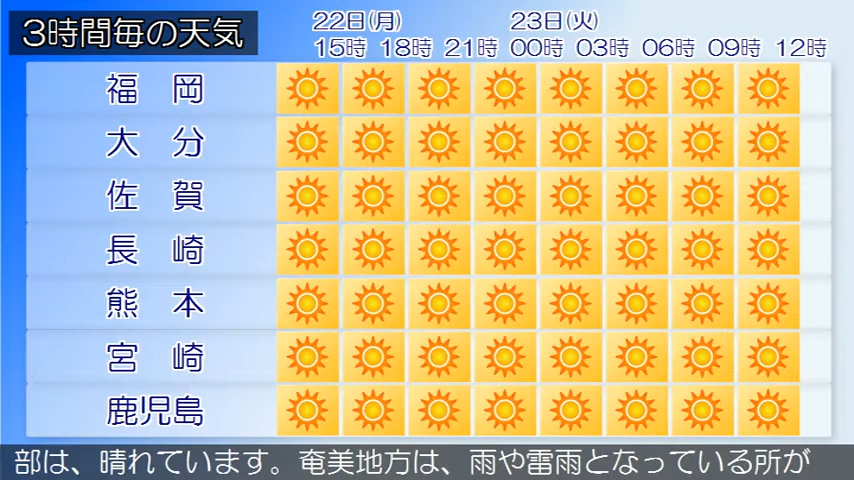 3時間毎の天気
22日(月) 23日(火)
15時 18時 21時 00時 03時 06時 09時 12時
福岡
大分
佐賀
長崎
熊本
宮崎
鹿児島
部は、晴れています。奄美地方は、雨や雷雨となっている所が